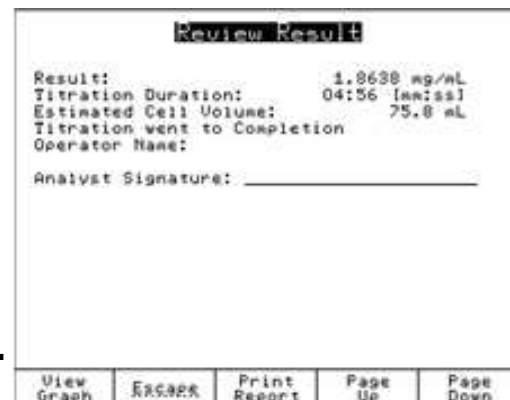 Review Result
Result: 1.8638 mg/mL
Titration Duration: 04:56 [mm:ss]
Estimated Cell Volume: 75.8 mL
Titration went to Completion
Operator Name:
Analyst Signature:
View Graph
Escape
Print Report
Page Up
Page Down